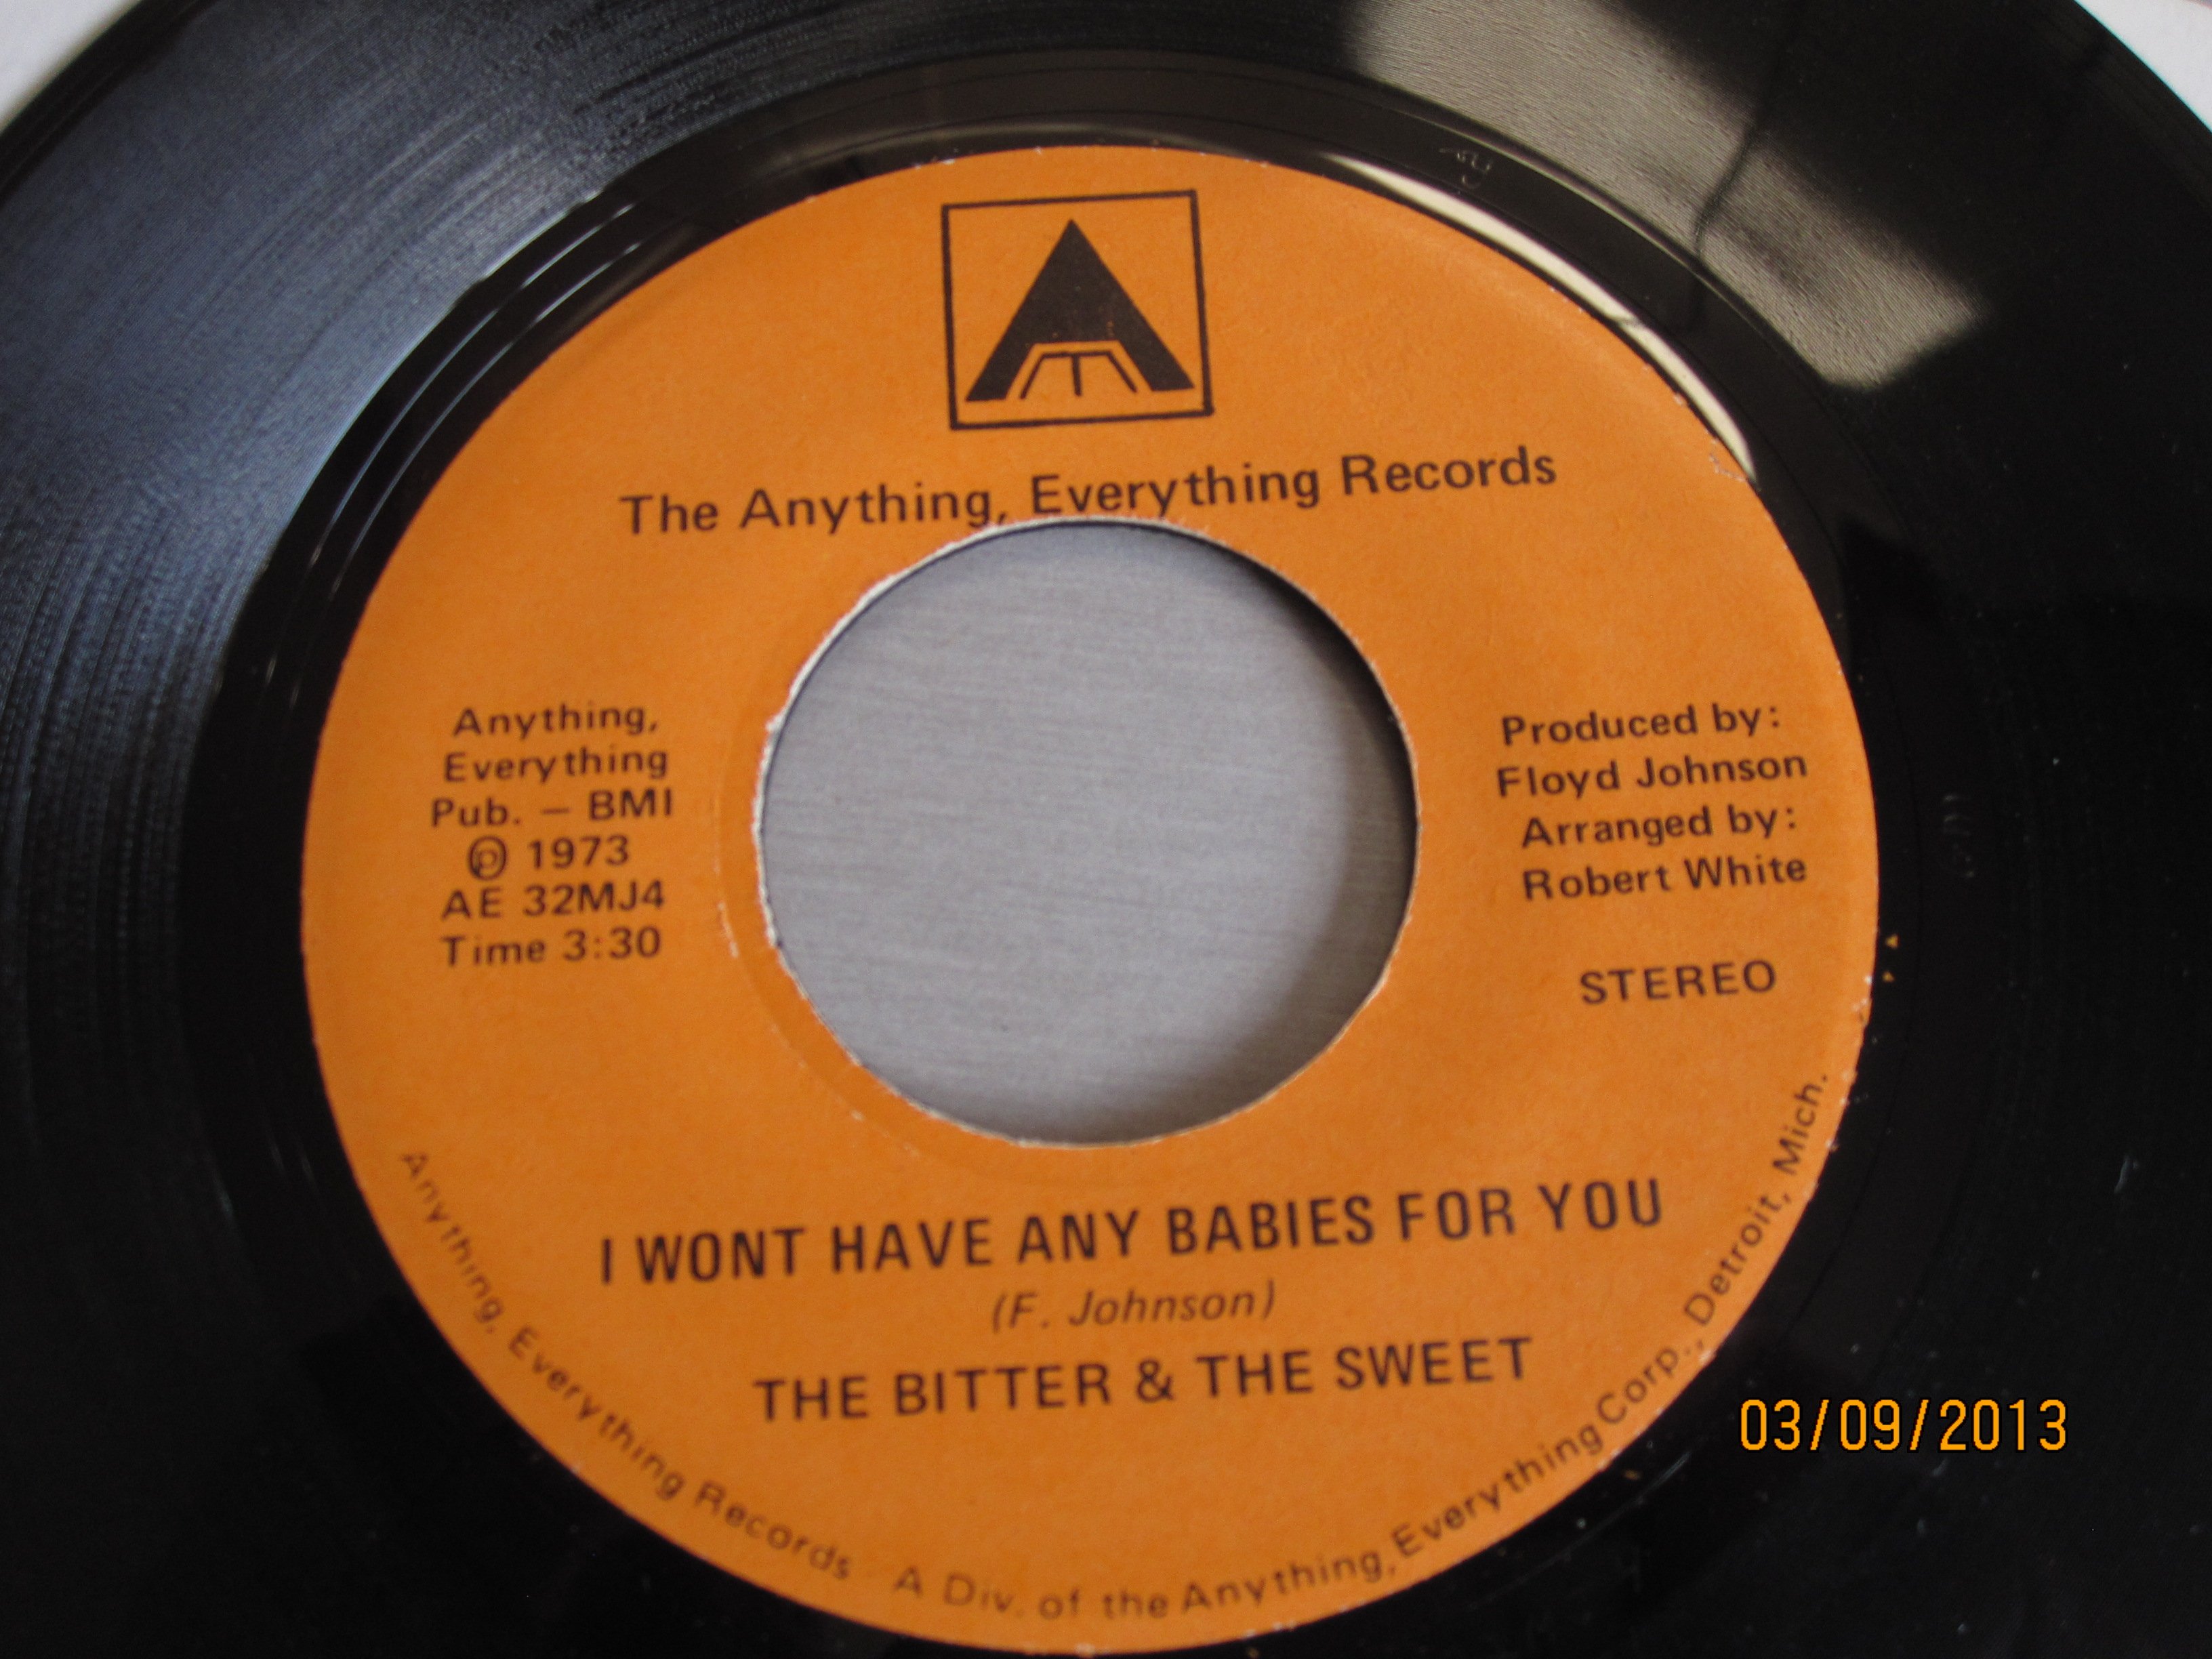 The Anything, Everything Records
Anything,
Everything
Pub. — BMI
℗ 1973
AE 32MJ4
Time 3:30
Produced by:
Floyd Johnson
Arranged by:
Robert White
STEREO
I WONT HAVE ANY BABIES FOR YOU
(F. Johnson)
THE BITTER & THE SWEET
Anything, Everything Records A Div. of the Anything, Everything Corp., Detroit, Mich.
03/09/2013